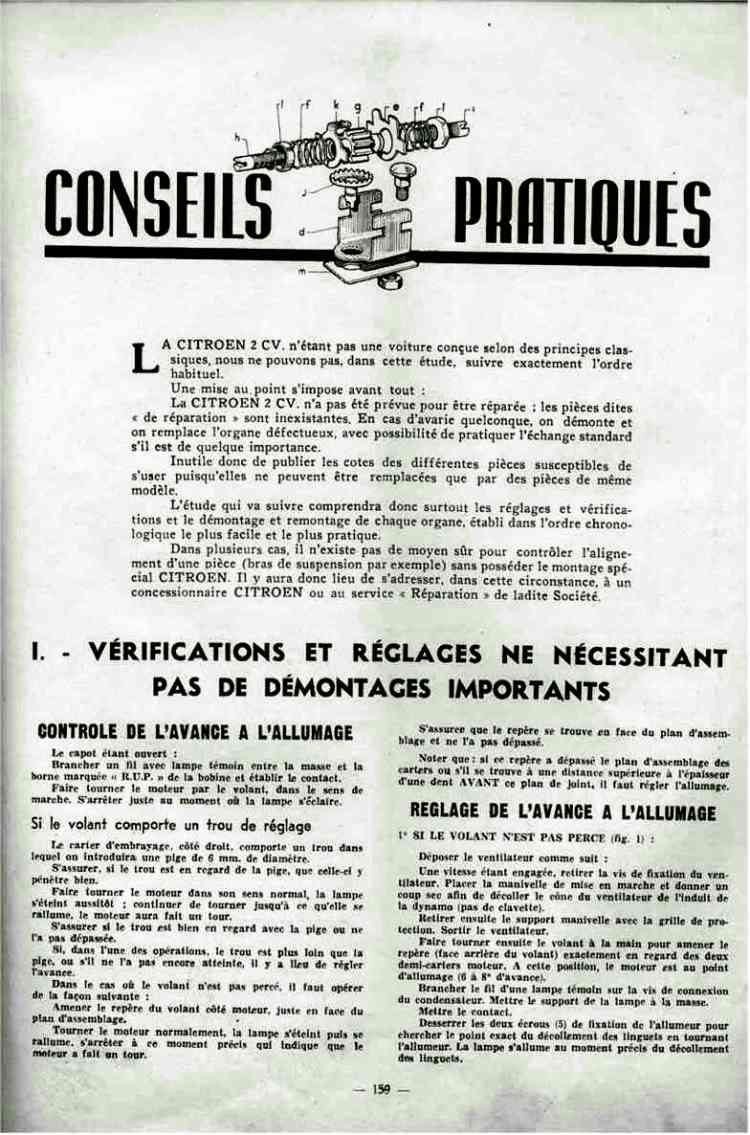 h l f k g e f l s
CONSEILS PRATIQUES
j
d
m
LA CITROEN 2 CV. n'étant pas une voiture conçue selon des principes clas-
siques, nous ne pouvons pas, dans cette étude, suivre exactement l'ordre
habituel.
Une mise au point s'impose avant tout :
La CITROEN 2 CV. n'a pas été prévue pour être réparée ; les pièces dites
« de réparation » sont inexistantes. En cas d'avarie quelconque, on démonte et
on remplace l'organe défectueux, avec possibilité de pratiquer l'échange standard
s'il est de quelque importance.
Inutile donc de publier les cotes des différentes pièces susceptibles de
s'user puisqu'elles ne peuvent être remplacées que par des pièces de même
modèle.
L'étude qui va suivre comprendra donc surtout les réglages et vérifica-
tions et le démontage et remontage de chaque organe, établi dans l'ordre chrono-
logique le plus facile et le plus pratique.
Dans plusieurs cas, il n'existe pas de moyen sûr pour contrôler l'aligne-
ment d'une pièce (bras de suspension par exemple) sans posséder le montage spé-
cial CITROEN. Il y aura donc lieu de s'adresser, dans cette circonstance, à un
concessionnaire CITROEN ou au service « Réparation » de ladite Société.
I. - VÉRIFICATIONS ET RÉGLAGES NE NÉCESSITANT
PAS DE DÉMONTAGES IMPORTANTS
CONTROLE DE L'AVANCE A L'ALLUMAGE
Le capot étant ouvert :
Brancher un fil avec lampe témoin entre la masse et la
borne marquée « R.U.P. » de la bobine et établir le contact.
Faire tourner le moteur par le volant, dans le sens de
marche. S'arrêter juste au moment où la lampe s'éclaire.
Si le volant comporte un trou de réglage
Le carter d'embrayage, côté droit, comporte un trou dans
lequel on introduira une pige de 6 mm. de diamètre.
S'assurer, si le trou est en regard de la pige, que celle-ci y
pénètre bien.
Faire tourner le moteur dans son sens normal, la lampe
s'éteint aussitôt ; continuer de tourner jusqu'à ce qu'elle se
rallume, le moteur aura fait un tour.
S'assurer si le trou est bien en regard avec la pige ou ne
l'a pas dépassée.
Si, dans l'une des opérations, le trou est plus loin que la
pige, ou s'il ne l'a pas encore atteinte, il y a lieu de régler
l'avance.
Dans le cas où le volant n'est pas percé, il faut opérer
de la façon suivante :
Amener le repère du volant côté moteur, juste en face du
plan d'assemblage.
Tourner le moteur normalement, la lampe s'éteint puis se
rallume, s'arrêter à ce moment précis qui indique que le
moteur a fait un tour.
S'assurer que le repère se trouve en face du plan d'assem-
blage et ne l'a pas dépassé.
Noter que : si ce repère a dépassé le plan d'assemblage des
carters ou s'il se trouve à une distance supérieure à l'épaisseur
d'une dent AVANT ce plan de joint, il faut régler l'allumage.
REGLAGE DE L'AVANCE A L'ALLUMAGE
1° SI LE VOLANT N'EST PAS PERCE (fig. 1) :
Déposer le ventilateur comme suit :
Une vitesse étant engagée, retirer la vis de fixation du ven-
tilateur. Placer la manivelle de mise en marche et donner un
coup sec afin de décoller le cône du ventilateur de l'induit de
la dynamo (pas de clavette).
Retirer ensuite le support manivelle avec la grille de pro-
tection. Sortir le ventilateur.
Faire tourner ensuite le volant à la main pour amener le
repère (face arrière du volant) exactement en regard des deux
demi-carters moteur. A cette position, le moteur est au point
d'allumage (6 à 8° d'avance).
Brancher le fil d'une lampe témoin sur la vis de connexion
du condensateur. Mettre le support de la lampe à la masse.
Mettre le contact.
Desserrer les deux écrous (5) de fixation de l'allumeur pour
chercher le point exact du décollement des linguets en tournant
l'allumeur. La lampe s'allume au moment précis du décollement
des linguets.
— 159 —